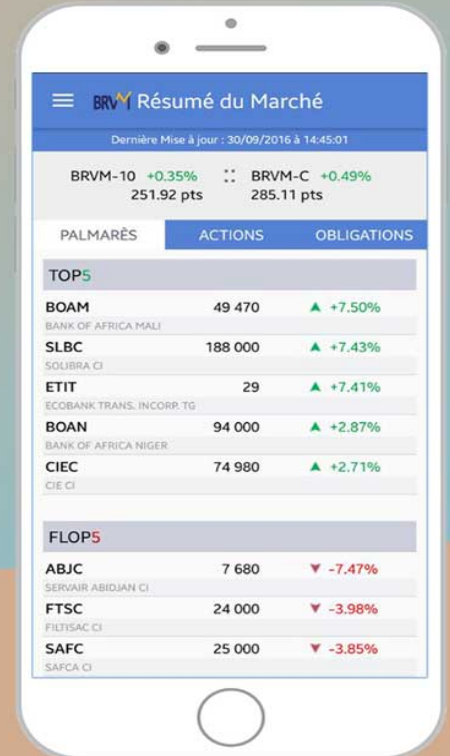 BRVM Résumé du Marché
Dernière Mise à jour : 30/09/2016 à 14:45:01
BRVM-10 +0.35% BRVM-C +0.49%
251.92 pts 285.11 pts
PALMARÈS ACTIONS OBLIGATIONS
TOP5
BOAM 49 470 ▲ +7.50%
BANK OF AFRICA MALI
SLBC 188 000 ▲ +7.43%
SOLIBRA CI
ETIT 29 ▲ +7.41%
ECOBANK TRANS. INCORP. TG
BOAN 94 000 ▲ +2.87%
BANK OF AFRICA NIGER
CIEC 74 980 ▲ +2.71%
CIE CI
FLOP5
ABJC 7 680 ▼ -7.47%
SERVAIR ABIDJAN CI
FTSC 24 000 ▼ -3.98%
FILTISAC CI
SAFC 25 000 ▼ -3.85%
SAFCA CI